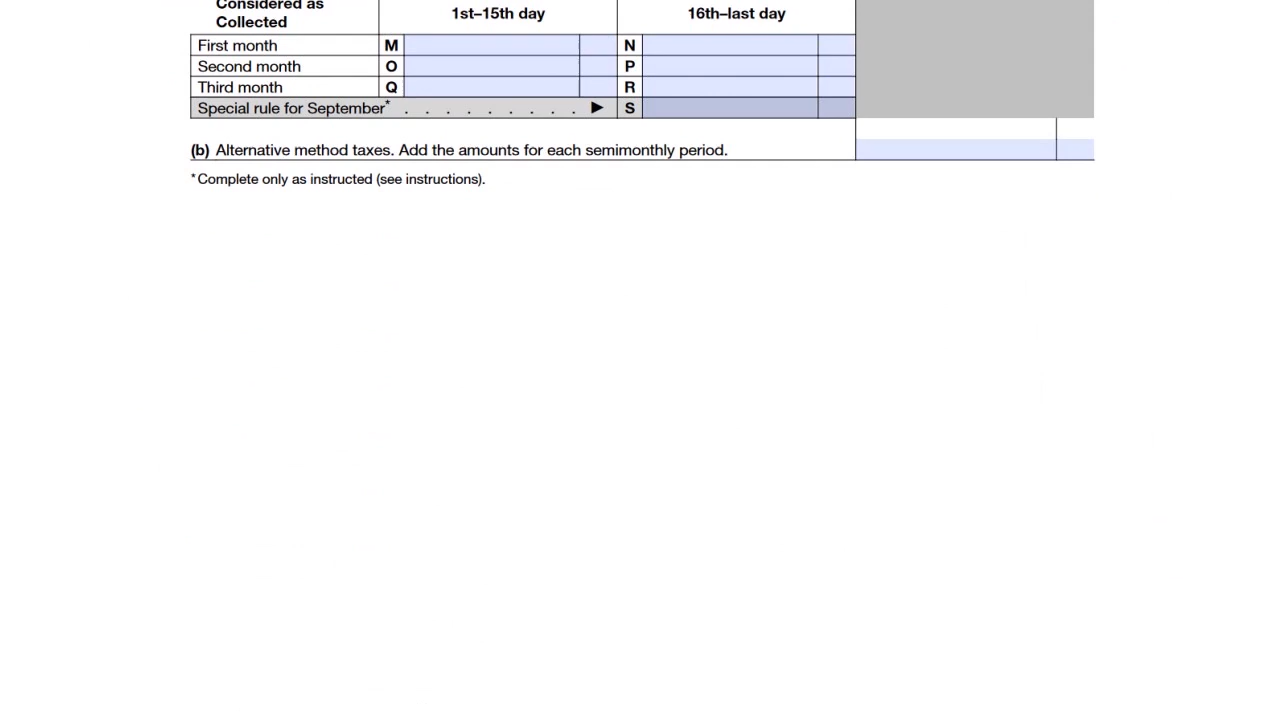 Considered as
Collected
1st–15th day
16th–last day
First month M N
Second month O P
Third month Q R
Special rule for September* . . . . . . . . . ▶ S
(b) Alternative method taxes. Add the amounts for each semimonthly period.
*Complete only as instructed (see instructions).